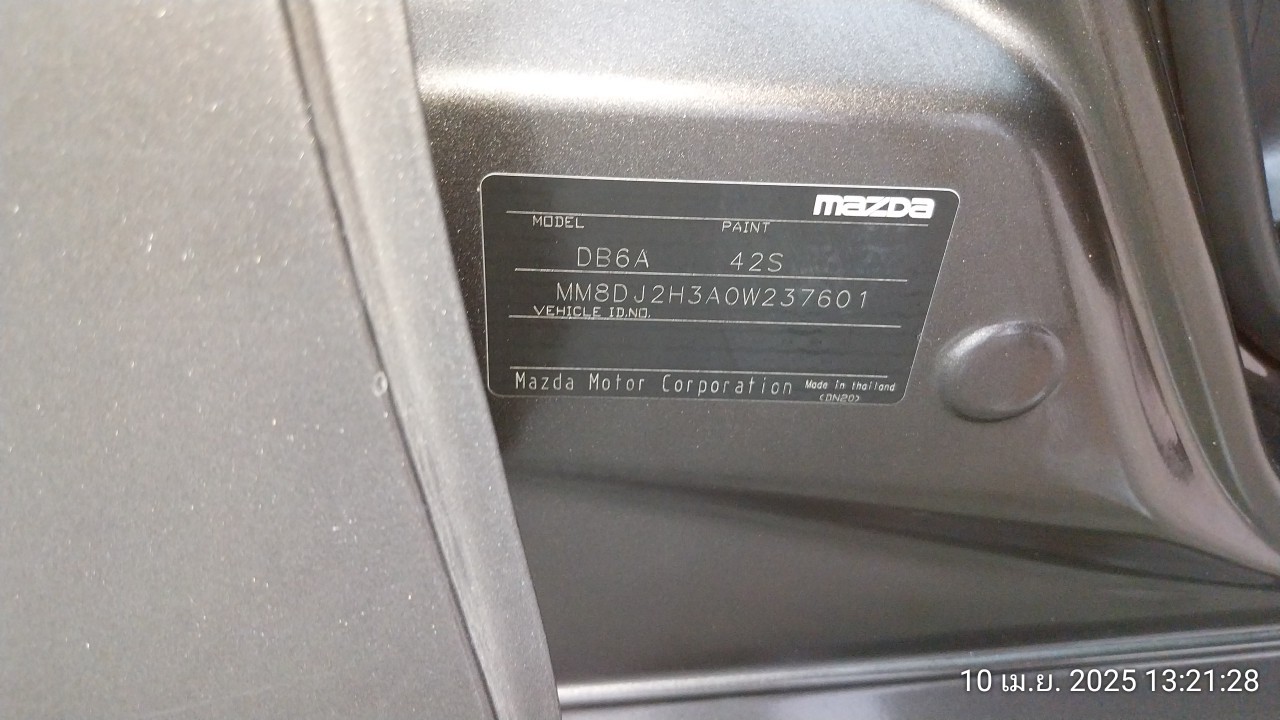 mazda
MODEL PAINT
DB6A 42S
MM8DJ2H3A0W237601
VEHICLE ID.NO.
Mazda Motor Corporation Made in thailand
(DN20)
10 เม.ย. 2025 13:21:28